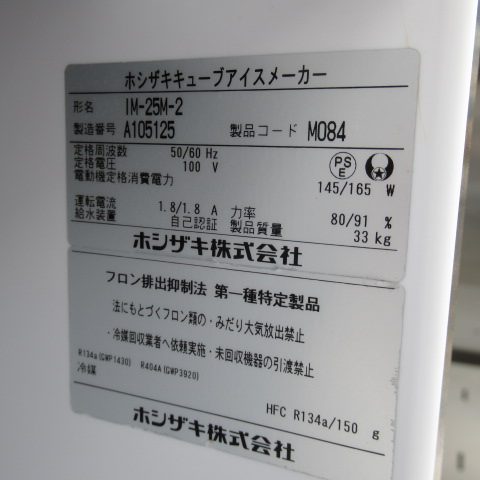 ホシザキキューブアイスメーカー
形名 IM-25M-2
製造番号 A105125 製品コード M084
定格周波数 50/60 Hz
定格電圧 100 V
電動機定格消費電力 145/165 W
PS
E
運転電流 1.8/1.8 A 力率 80/91 %
給水装置 自己認証 製品質量 33 kg
ホシザキ株式会社
フロン排出抑制法 第一種特定製品
法にもとづくフロン類の・みだり大気放出禁止
・冷媒回収業者へ依頼実施・未回収機器の引渡禁止
R134a(GWP1430) R404A(GWP3920)
冷媒 HFC R134a/150 g
ホシザキ株式会社